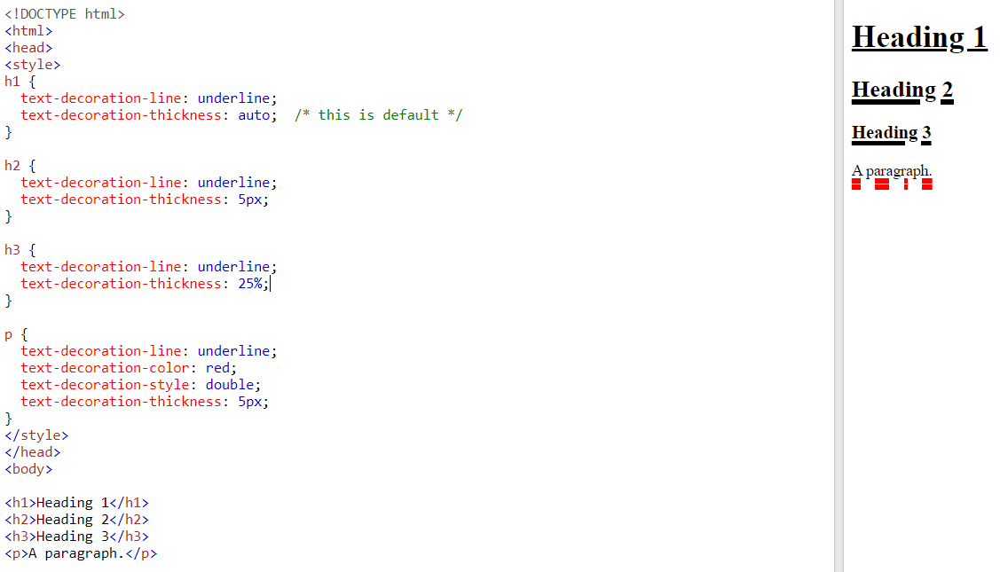 <!DOCTYPE html>
<html>
<head>
<style>
h1 {
  text-decoration-line: underline;
  text-decoration-thickness: auto;  /* this is default */
}

h2 {
  text-decoration-line: underline;
  text-decoration-thickness: 5px;
}

h3 {
  text-decoration-line: underline;
  text-decoration-thickness: 25%;
}

p {
  text-decoration-line: underline;
  text-decoration-color: red;
  text-decoration-style: double;
  text-decoration-thickness: 5px;
}
</style>
</head>
<body>

<h1>Heading 1</h1>
<h2>Heading 2</h2>
<h3>Heading 3</h3>
<p>A paragraph.</p>
Heading 1
Heading 2
Heading 3
A paragraph.